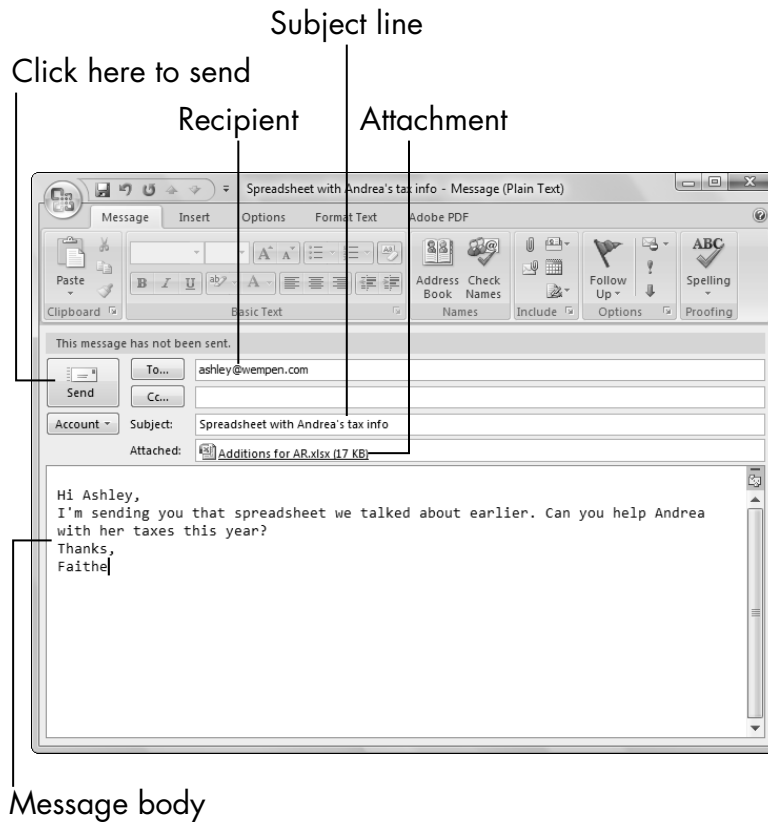 Subject line
Click here to send
Recipient Attachment
Spreadsheet with Andrea's tax info - Message (Plain Text)
Message Insert Options Format Text Adobe PDF
Paste
B I U ab A
A A
Aa
Address Book
Check Names
Follow Up
ABC
Spelling
Clipboard Basic Text Names Include Options Proofing
This message has not been sent.
Send
To... ashley@wempen.com
Cc...
Account Subject: Spreadsheet with Andrea's tax info
Attached: Additions for AR.xlsx (17 KB)
Hi Ashley,
I'm sending you that spreadsheet we talked about earlier. Can you help Andrea
with her taxes this year?
Thanks,
Faithe
Message body